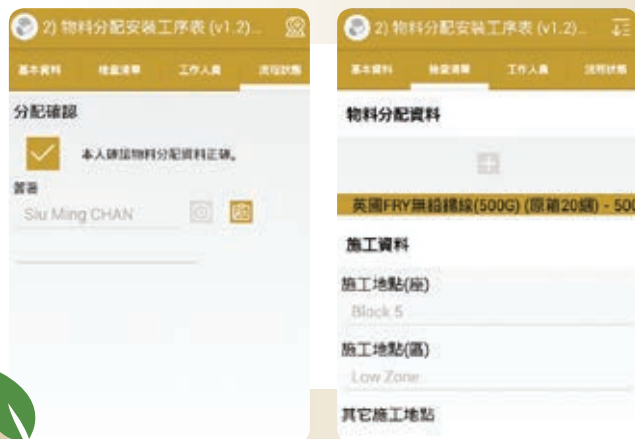 2) 物料分配安裝工序表 (v1.2)...
基本資料 檢查清單 工作人員 流程狀態
分配確認
本人確認物料分配資料正確。
簽署
Siu Ming CHAN
2) 物料分配安裝工序表 (v1.2)...
基本資料 檢查清單 工作人員 流程狀態
物料分配資料
英國FRY無鉛錫線(500G) (原箱20綑) - 500
施工資料
施工地點(座)
Block 5
施工地點(區)
Low Zone
其它施工地點